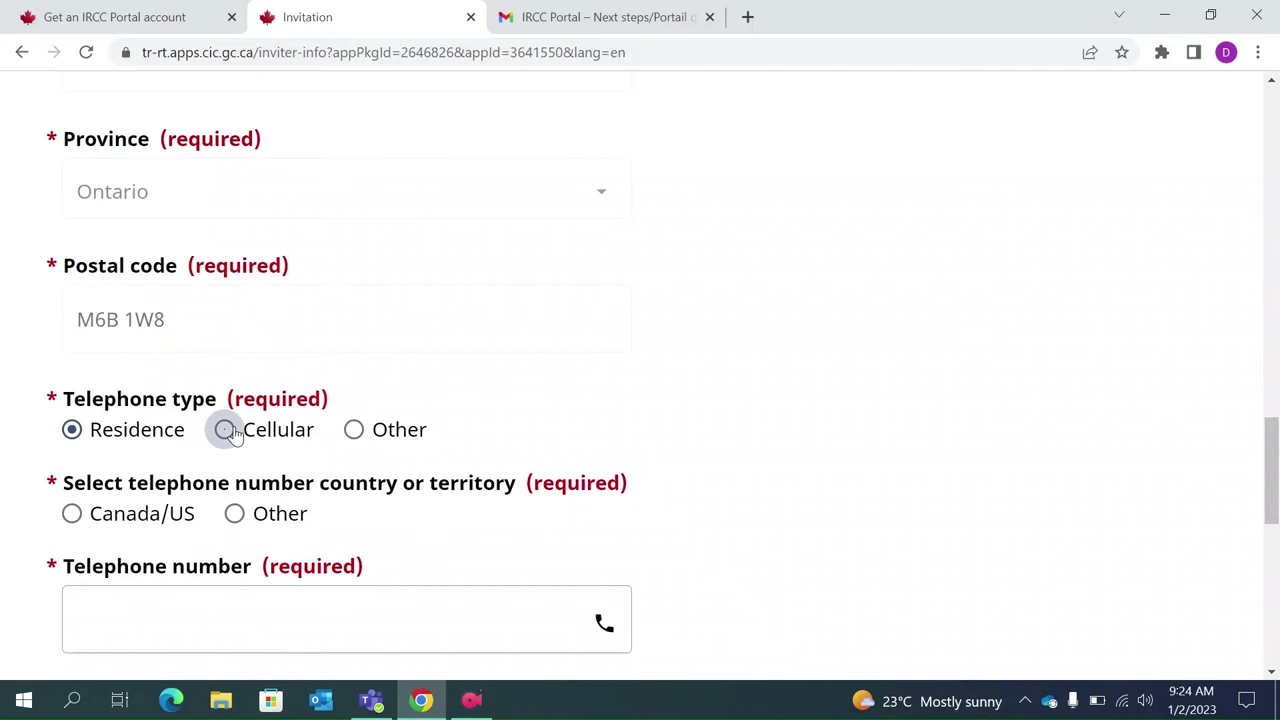 Get an IRCC Portal account
Invitation
IRCC Portal – Next steps/Portail d
tr-rt.apps.cic.gc.ca/inviter-info?appPkgId=2646826&appId=3641550&lang=en
D
* Province (required)
Ontario
* Postal code (required)
M6B 1W8
* Telephone type (required)
Residence Cellular Other
* Select telephone number country or territory (required)
Canada/US Other
* Telephone number (required)
23°C Mostly sunny
9:24 AM
1/2/2023